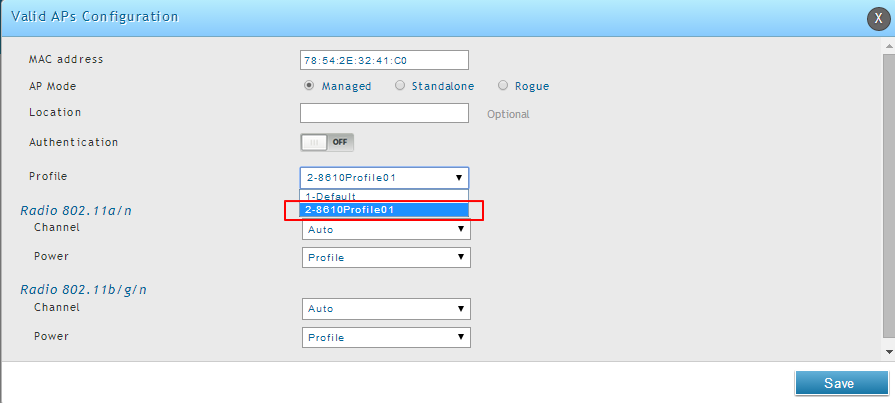 Valid APs Configuration
X
MAC address 78:54:2E:32:41:C0
AP Mode Managed Standalone Rogue
Location Optional
Authentication OFF
Profile 2-8610Profile01
1-Default
2-8610Profile01
Radio 802.11a/n
Channel Auto
Power Profile
Radio 802.11b/g/n
Channel Auto
Power Profile
Save